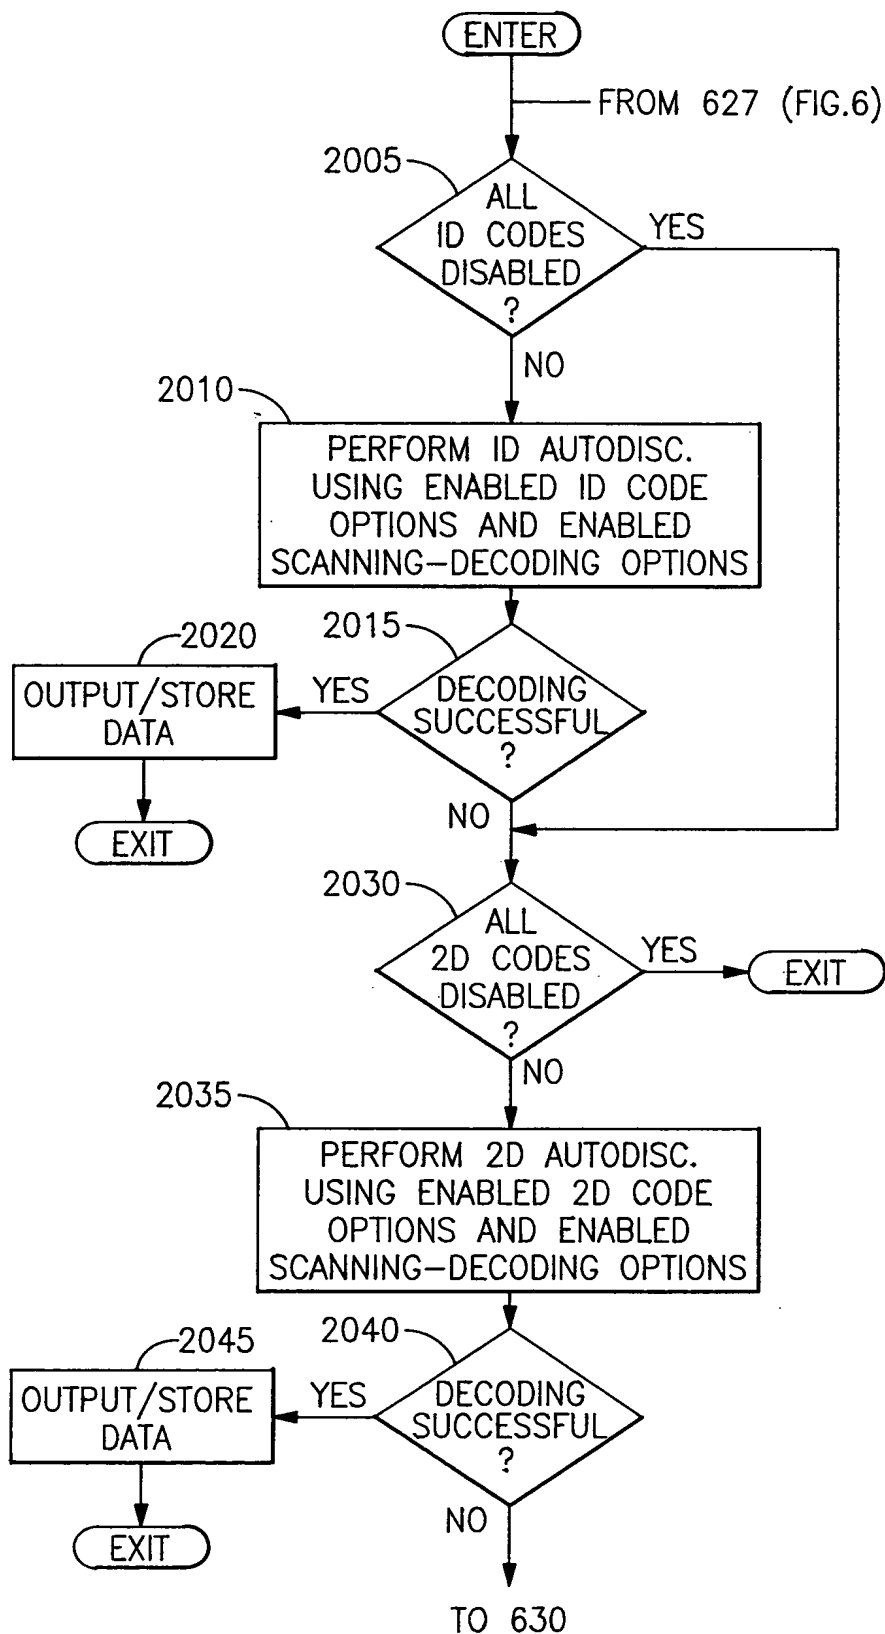 ENTER
FROM 627 (FIG.6)
2005
ALL
1D CODES
DISABLED
?
YES
NO
2010
PERFORM 1D AUTODISC.
USING ENABLED 1D CODE
OPTIONS AND ENABLED
SCANNING-DECODING OPTIONS
2015
DECODING
SUCCESSFUL
?
YES
2020
OUTPUT/STORE
DATA
EXIT
NO
2030
ALL
2D CODES
DISABLED
?
YES
EXIT
NO
2035
PERFORM 2D AUTODISC.
USING ENABLED 2D CODE
OPTIONS AND ENABLED
SCANNING-DECODING OPTIONS
2040
DECODING
SUCCESSFUL
?
YES
2045
OUTPUT/STORE
DATA
EXIT
NO
TO 630